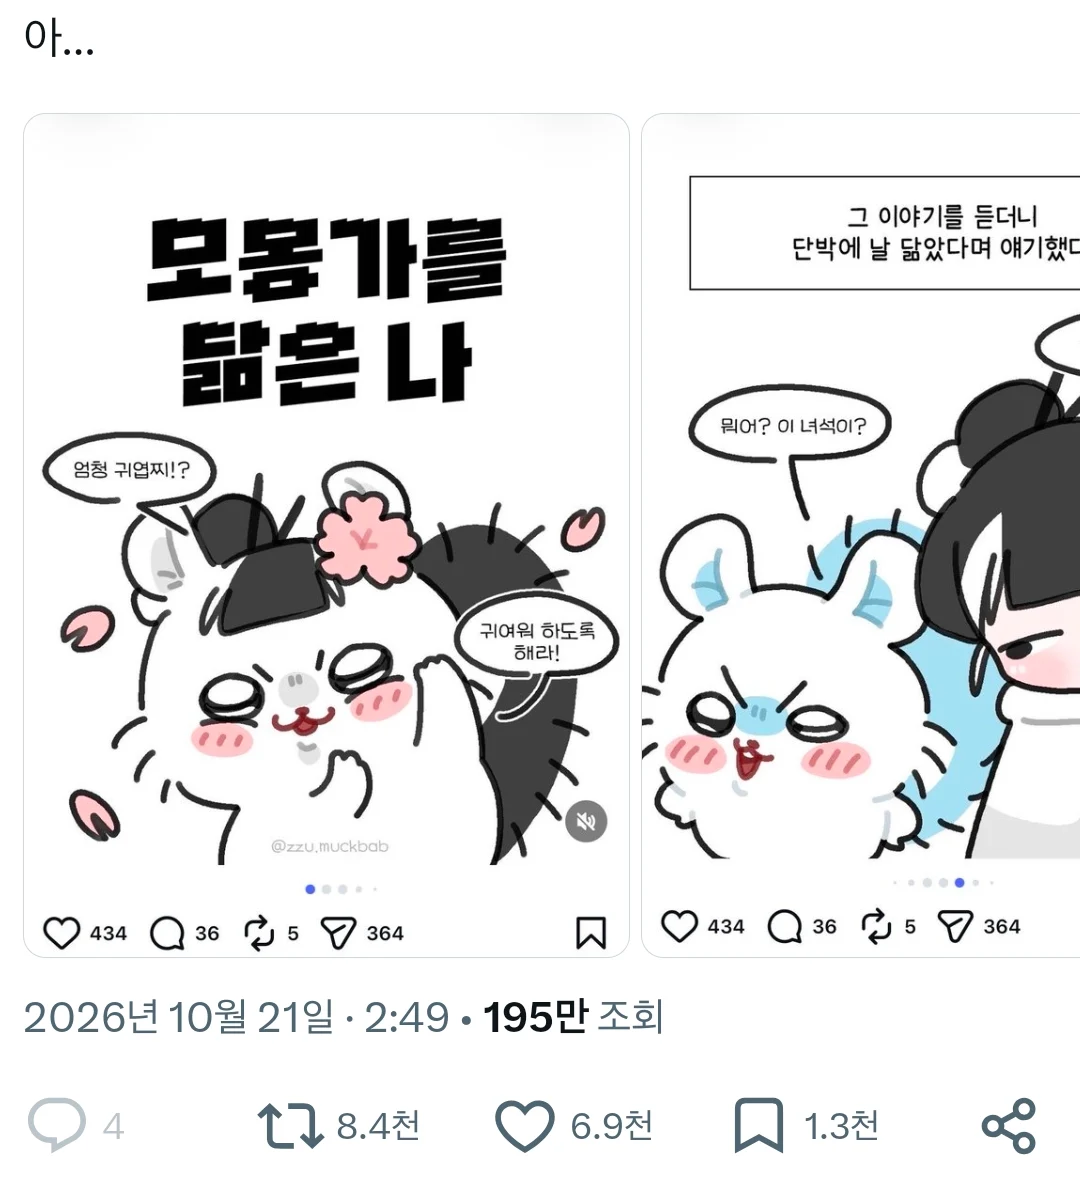 아...
모몽가를
닮은 나
엄청 귀엽찌!?
귀여워 하도록
해라!
@zzu.muckbab
434 36 5 364
그 이야기를 듣더니
단박에 날 닮았다며 얘기했다
뭐어? 이 녀석이?
434 36 5 364
2026년 10월 21일 · 2:49 • 195만 조회
4 8.4천 6.9천 1.3천